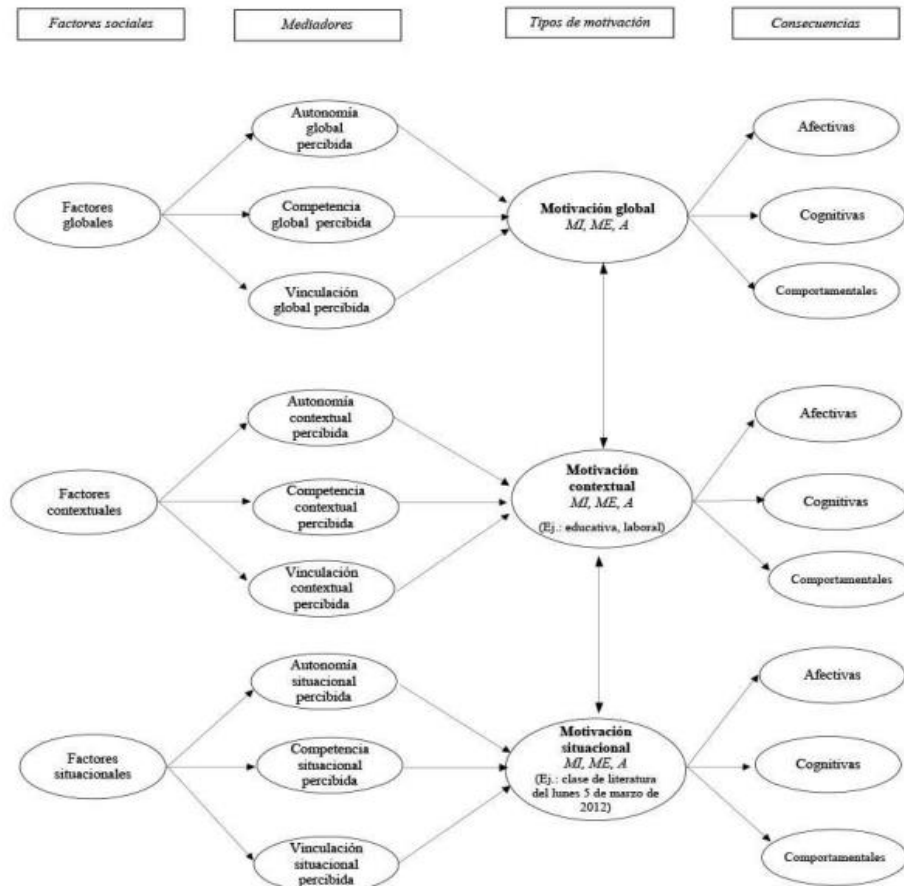 Factores sociales
Mediadores
Tipos de motivación
Consecuencias
Factores
globales
Autonomía
global
percibida
Competencia
global percibida
Vinculación
global percibida
Motivación global
MI, ME, A
Afectivas
Cognitivas
Comportamentales
Factores
contextuales
Autonomía
contextual
percibida
Competencia
contextual
percibida
Vinculación
contextual
percibida
Motivación
contextual
MI, ME, A
(Ej.: educativa, laboral)
Afectivas
Cognitivas
Comportamentales
Factores
situacionales
Autonomía
situacional
percibida
Competencia
situacional
percibida
Vinculación
situacional
percibida
Motivación
situacional
MI, ME, A
(Ej.: clase de literatura
del lunes 5 de marzo de
2012)
Afectivas
Cognitivas
Comportamentales